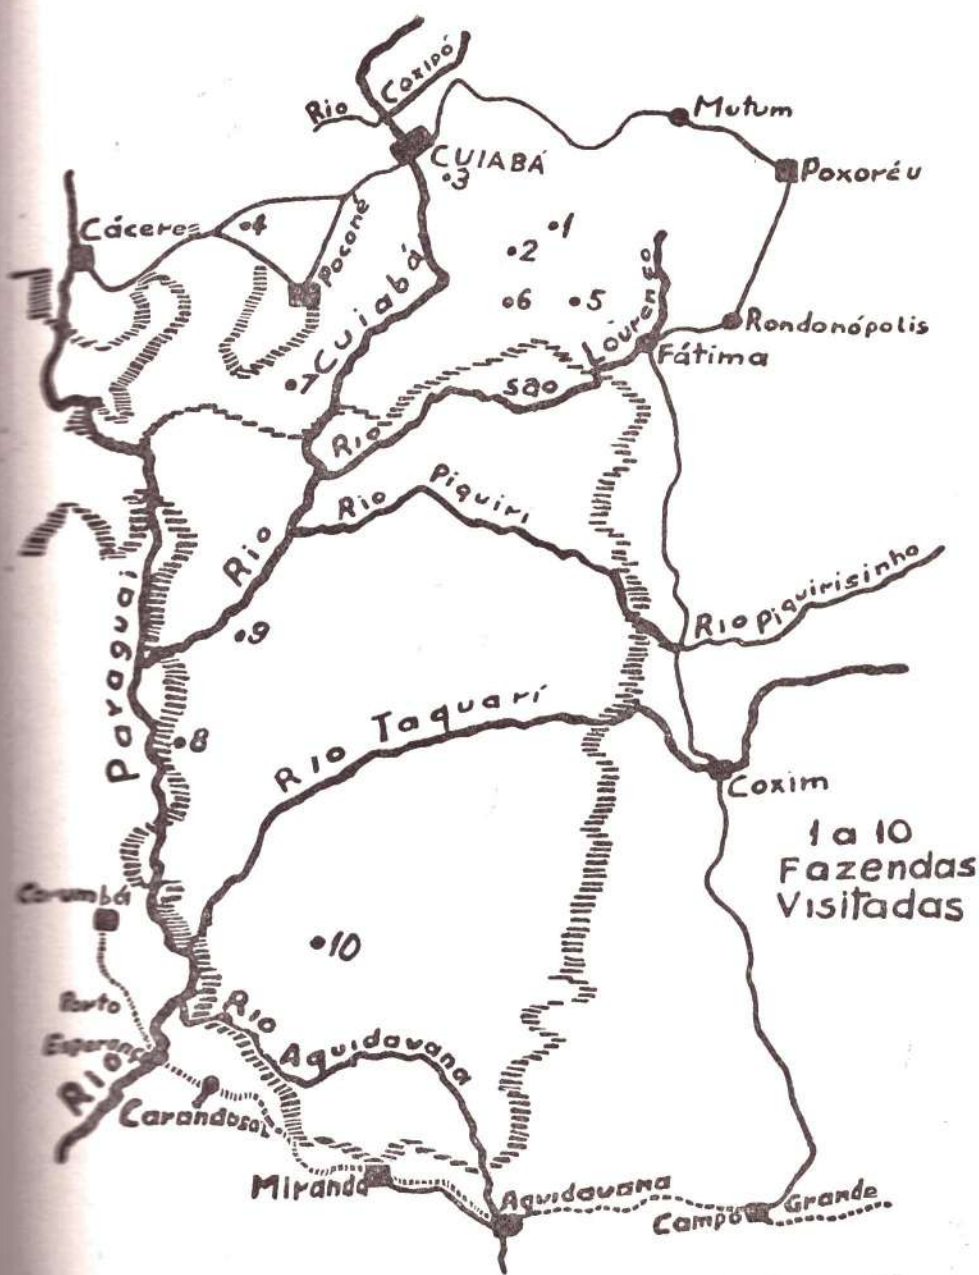 Rio Coxipó
Mutum
CUIABÁ
•3
Poxoréu
Cáceres
•4
Poconé
•1
•2
Cuiabá
•6
•5
São Lourenço
Rondonópolis
Fátima
•7
Rio
Rio Piquiri
Rio
Rio Piquirisinho
•9
Paraguai
•8
Rio Taquarí
Coxim
1 a 10
Fazendas
Visitadas
Corumbá
•10
Porto
Esperança
Rio
Rio
Aquidavana
Carandasal
Miranda
Aquidavana
Campo Grande